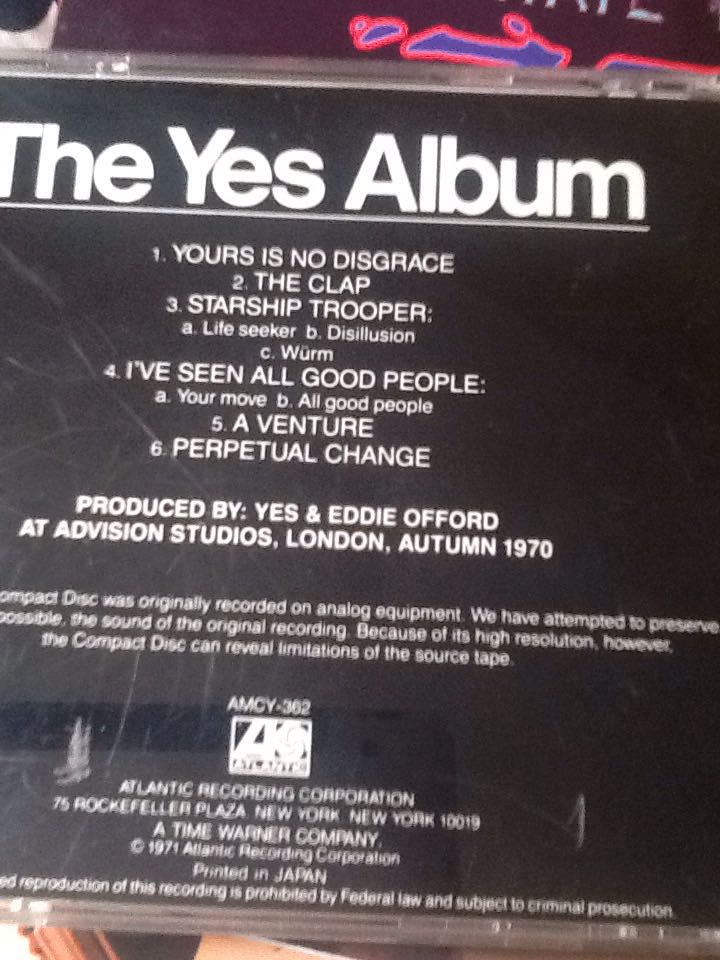 The Yes Album
1. YOURS IS NO DISGRACE
2. THE CLAP
3. STARSHIP TROOPER:
a. Life seeker b. Disillusion
c. Würm
4. I'VE SEEN ALL GOOD PEOPLE:
a. Your move b. All good people
5. A VENTURE
6. PERPETUAL CHANGE
PRODUCED BY: YES & EDDIE OFFORD
AT ADVISION STUDIOS, LONDON, AUTUMN 1970
ompact Disc was originally recorded on analog equipment. We have attempted to preserve
possible, the sound of the original recording. Because of its high resolution, however,
the Compact Disc can reveal limitations of the source tape.
AMCY-362
ATLANTIC
ATLANTIC RECORDING CORPORATION
75 ROCKEFELLER PLAZA, NEW YORK, NEW YORK 10019
A TIME WARNER COMPANY.
© 1971 Atlantic Recording Corporation
Printed in JAPAN
ed reproduction of this recording is prohibited by Federal law and subject to criminal prosecution.